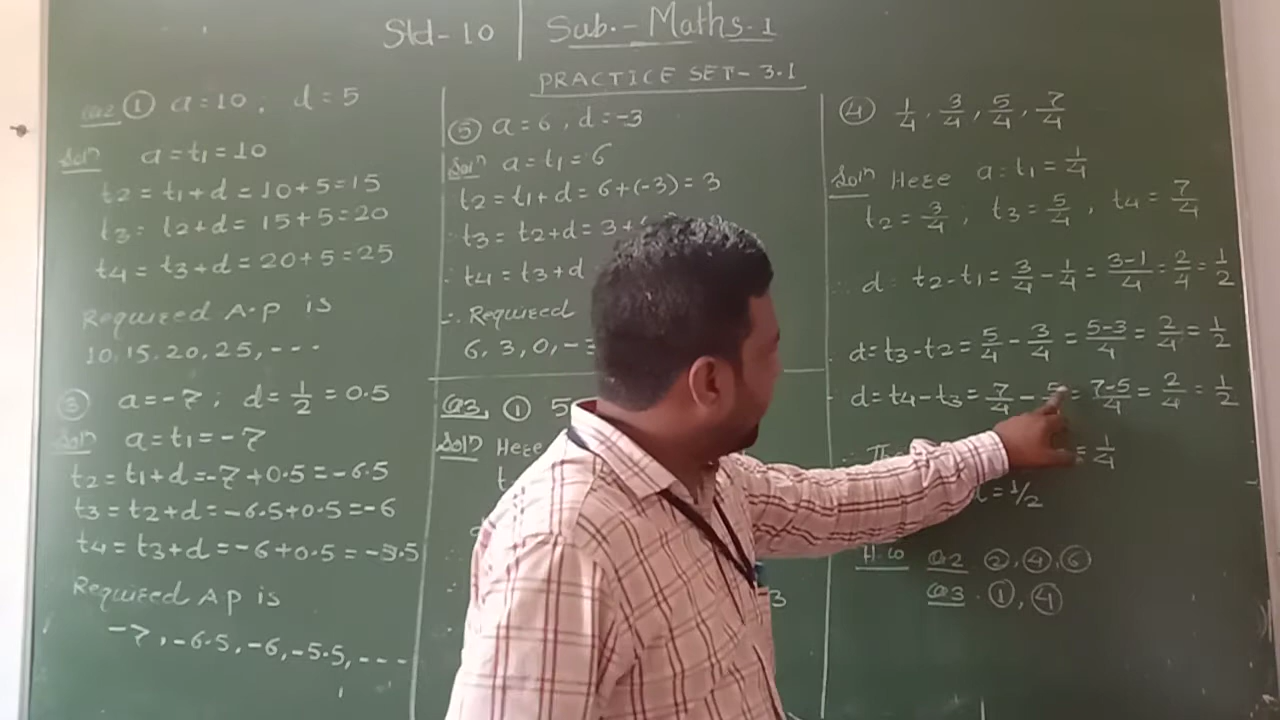 Std-10 | Sub.- Maths-1
PRACTICE SET-3.1
Q.2 ① a=10, d=5
Solⁿ a=t1=10
t2=t1+d=10+5=15
t3=t2+d=15+5=20
t4=t3+d=20+5=25
Required A.P is
10,15,20,25,---
③ a=-7; d=1/2=0.5
Solⁿ a=t1=-7
t2=t1+d=-7+0.5=-6.5
t3=t2+d=-6.5+0.5=-6
t4=t3+d=-6+0.5=-5.5
Required AP is
-7,-6.5,-6,-5.5,---
⑤ a=6, d=-3
Solⁿ a=t1=6
t2=t1+d=6+(-3)=3
∴ t3=t2+d=3+
∴ t4=t3+d
∴ Required
6,3,0,-
Q.3, ① 5
Solⁿ Here
t
3
④ 1/4, 3/4, 5/4, 7/4
Solⁿ Here a=t1=1/4
t2=3/4, t3=5/4, t4=7/4
∴ d= t2-t1=3/4-1/4=3-1/4=2/4=1/2
d=t3-t2=5/4-3/4=5-3/4=2/4=1/2
d=t4-t3=7/4-5=7-5/4=2/4=1/2
=1/4
d=1/2
H.W Q.2 ②,④,⑥
Q.3. ①,④